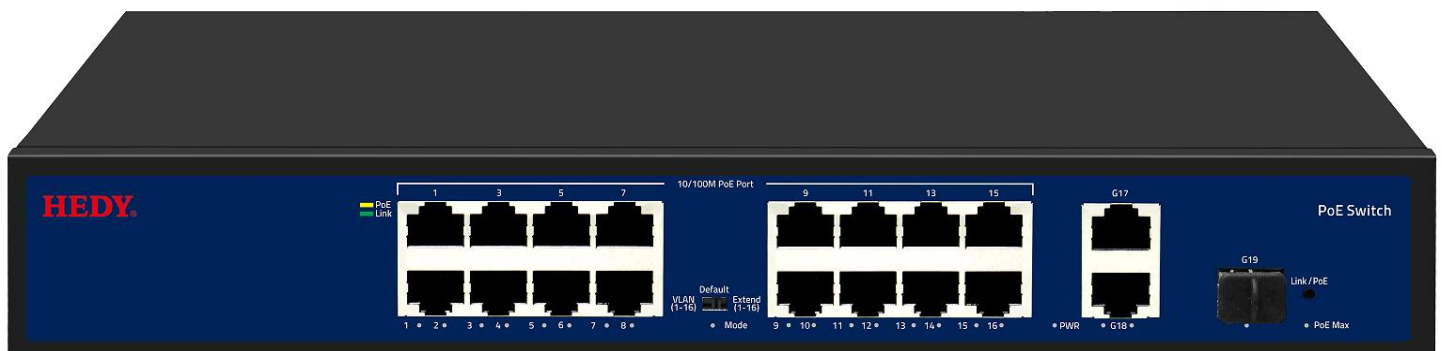 10/100M PoE Port
1 3 5 7 9 11 13 15 G17
HEDY®
PoE
Link
PoE Switch
G19
Link/PoE
Default
VLAN (1-16)
Extend (1-16)
1 2 3 4 5 6 7 8 Mode 9 10 11 12 13 14 15 16 PWR G18 PoE Max